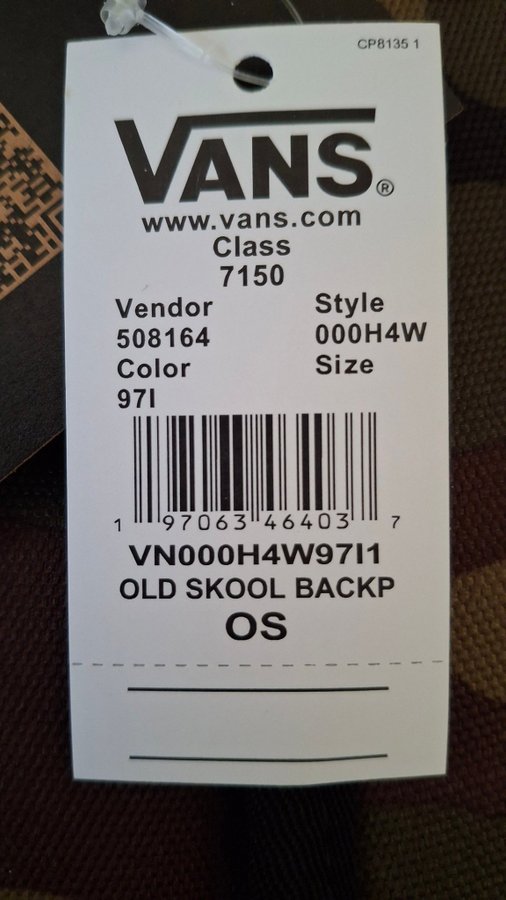 CP8135 1
VANS®
www.vans.com
Class
7150
Vendor Style
508164 000H4W
Color Size
97I
1 97063 46403 7
VN000H4W97I1
OLD SKOOL BACKP
OS